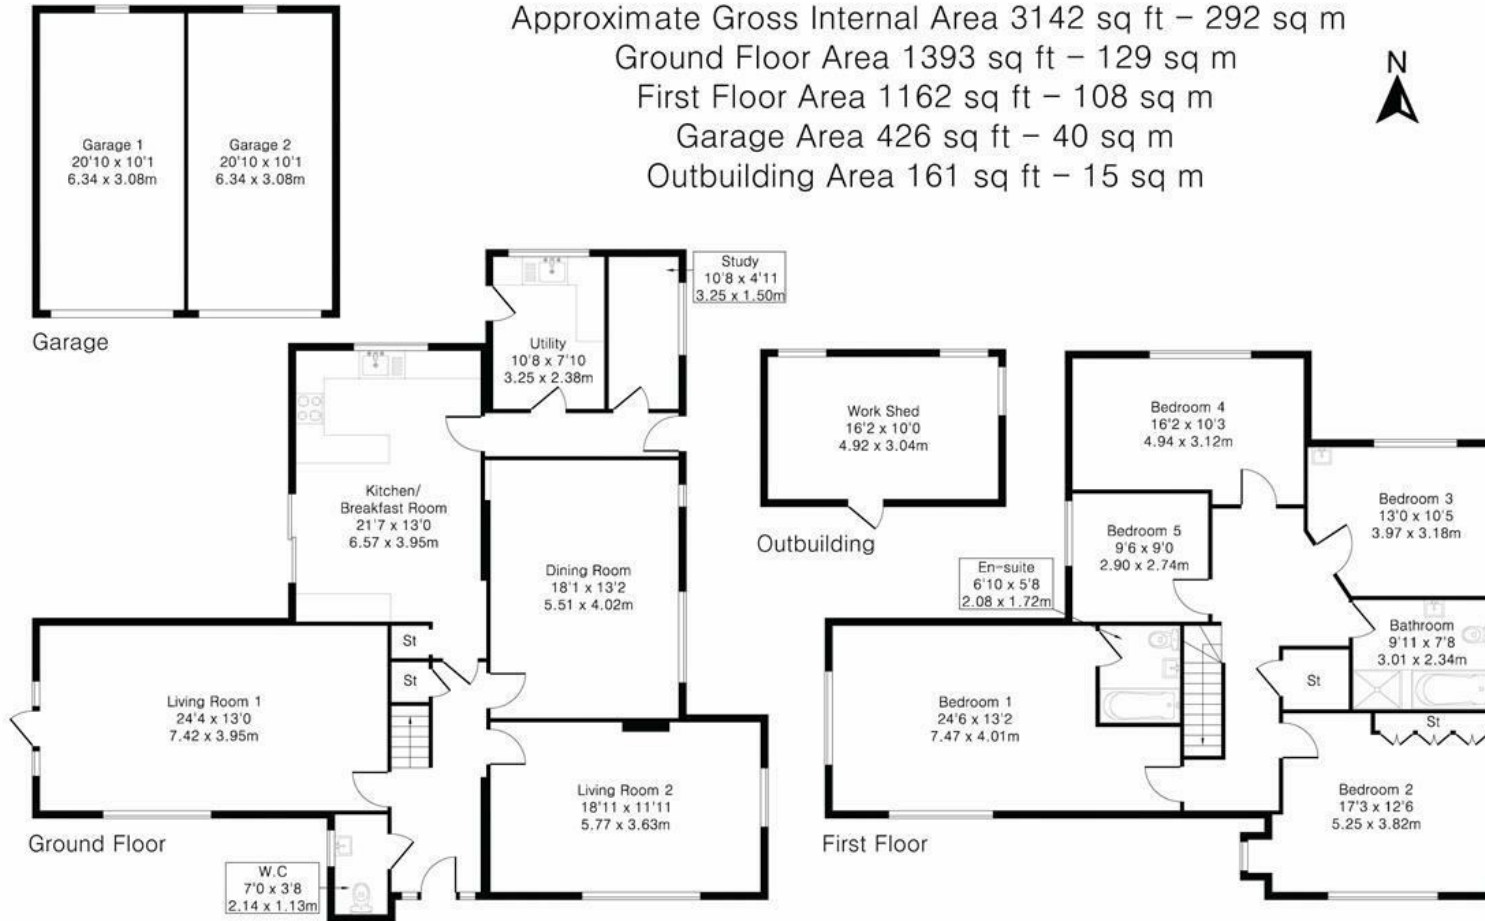 Approximate Gross Internal Area 3142 sq ft – 292 sq m
Ground Floor Area 1393 sq ft – 129 sq m
First Floor Area 1162 sq ft – 108 sq m
Garage Area 426 sq ft – 40 sq m
Outbuilding Area 161 sq ft – 15 sq m
N
Garage 1
20'10 x 10'1
6.34 x 3.08m
Garage 2
20'10 x 10'1
6.34 x 3.08m
Garage
Study
10'8 x 4'11
3.25 x 1.50m
Utility
10'8 x 7'10
3.25 x 2.38m
Kitchen/
Breakfast Room
21'7 x 13'0
6.57 x 3.95m
Dining Room
18'1 x 13'2
5.51 x 4.02m
St
St
Living Room 1
24'4 x 13'0
7.42 x 3.95m
Living Room 2
18'11 x 11'11
5.77 x 3.63m
Ground Floor
W.C
7'0 x 3'8
2.14 x 1.13m
Work Shed
16'2 x 10'0
4.92 x 3.04m
Outbuilding
Bedroom 4
16'2 x 10'3
4.94 x 3.12m
Bedroom 3
13'0 x 10'5
3.97 x 3.18m
Bedroom 5
9'6 x 9'0
2.90 x 2.74m
En-suite
6'10 x 5'8
2.08 x 1.72m
Bathroom
9'11 x 7'8
3.01 x 2.34m
St
Bedroom 1
24'6 x 13'2
7.47 x 4.01m
St
Bedroom 2
17'3 x 12'6
5.25 x 3.82m
First Floor